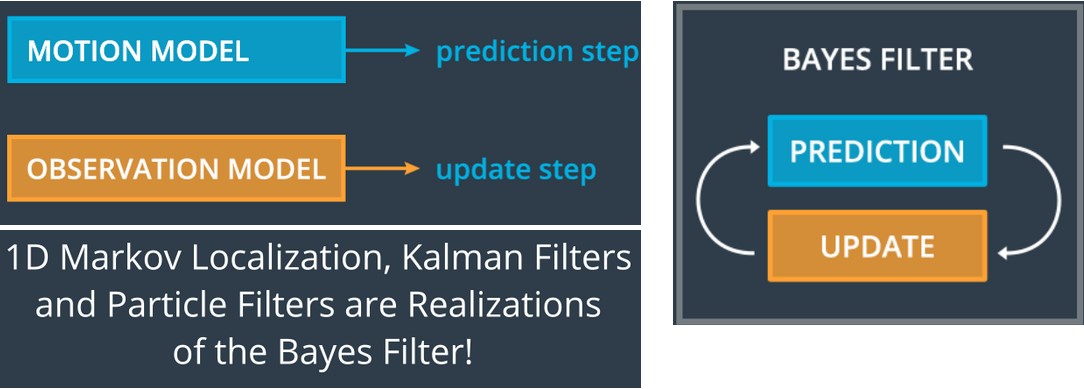 MOTION MODEL
prediction step
OBSERVATION MODEL
update step
1D Markov Localization, Kalman Filters
and Particle Filters are Realizations
of the Bayes Filter!
BAYES FILTER
PREDICTION
UPDATE